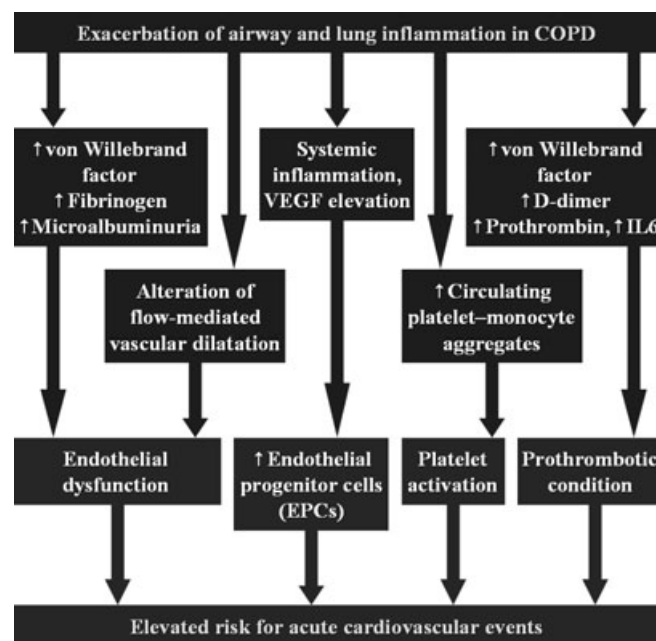 Exacerbation of airway and lung inflammation in COPD
↑von Willebrand
factor
↑Fibrinogen
↑Microalbuminuria
Systemic
inflammation,
VEGF elevation
↑von Willebrand
factor
↑D-dimer
↑Prothrombin,↑IL6
Alteration of
flow-mediated
vascular dilatation
↑Circulating
platelet–monocyte
aggregates
Endothelial
dysfunction
↑Endothelial
progenitor cells
(EPCs)
Platelet
activation
Prothrombotic
condition
Elevated risk for acute cardiovascular events